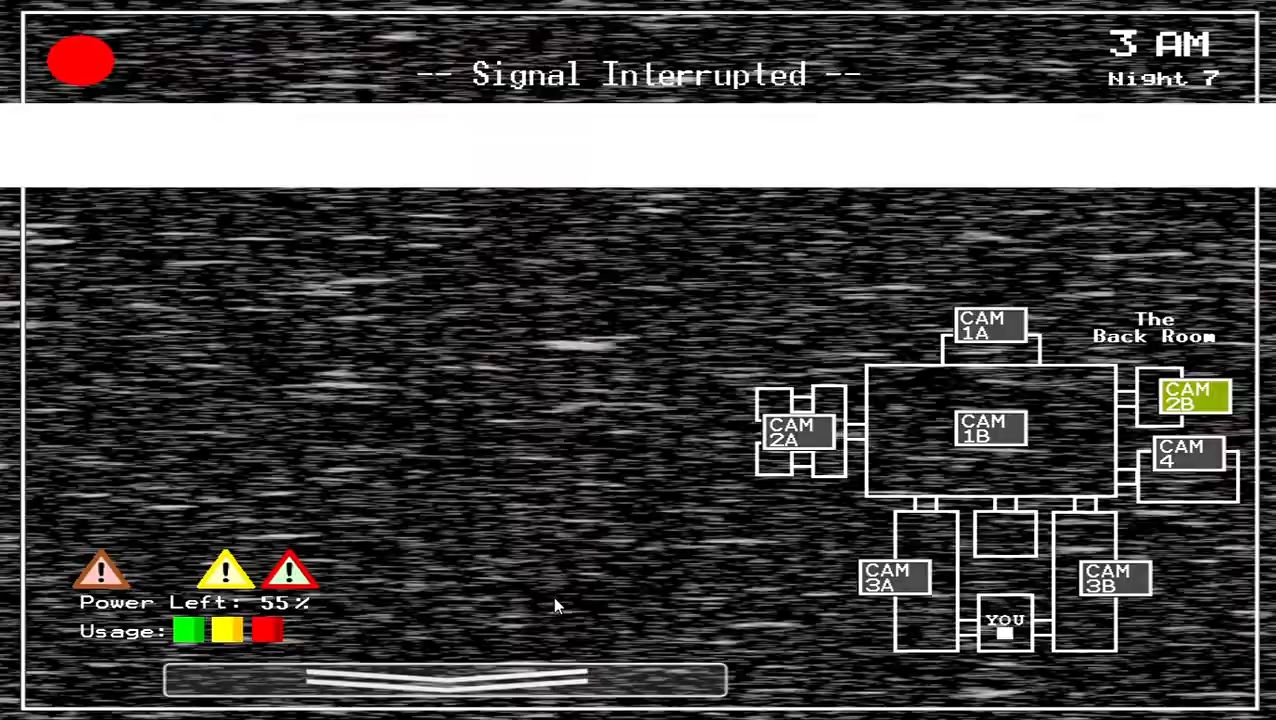 -- Signal Interrupted --
3 AM
Night 7
CAM
1A
The
Back Room
CAM
2B
CAM
2A
CAM
1B
CAM
4
CAM
3A
CAM
3B
YOU
!
!
!
Power Left: 55%
Usage: